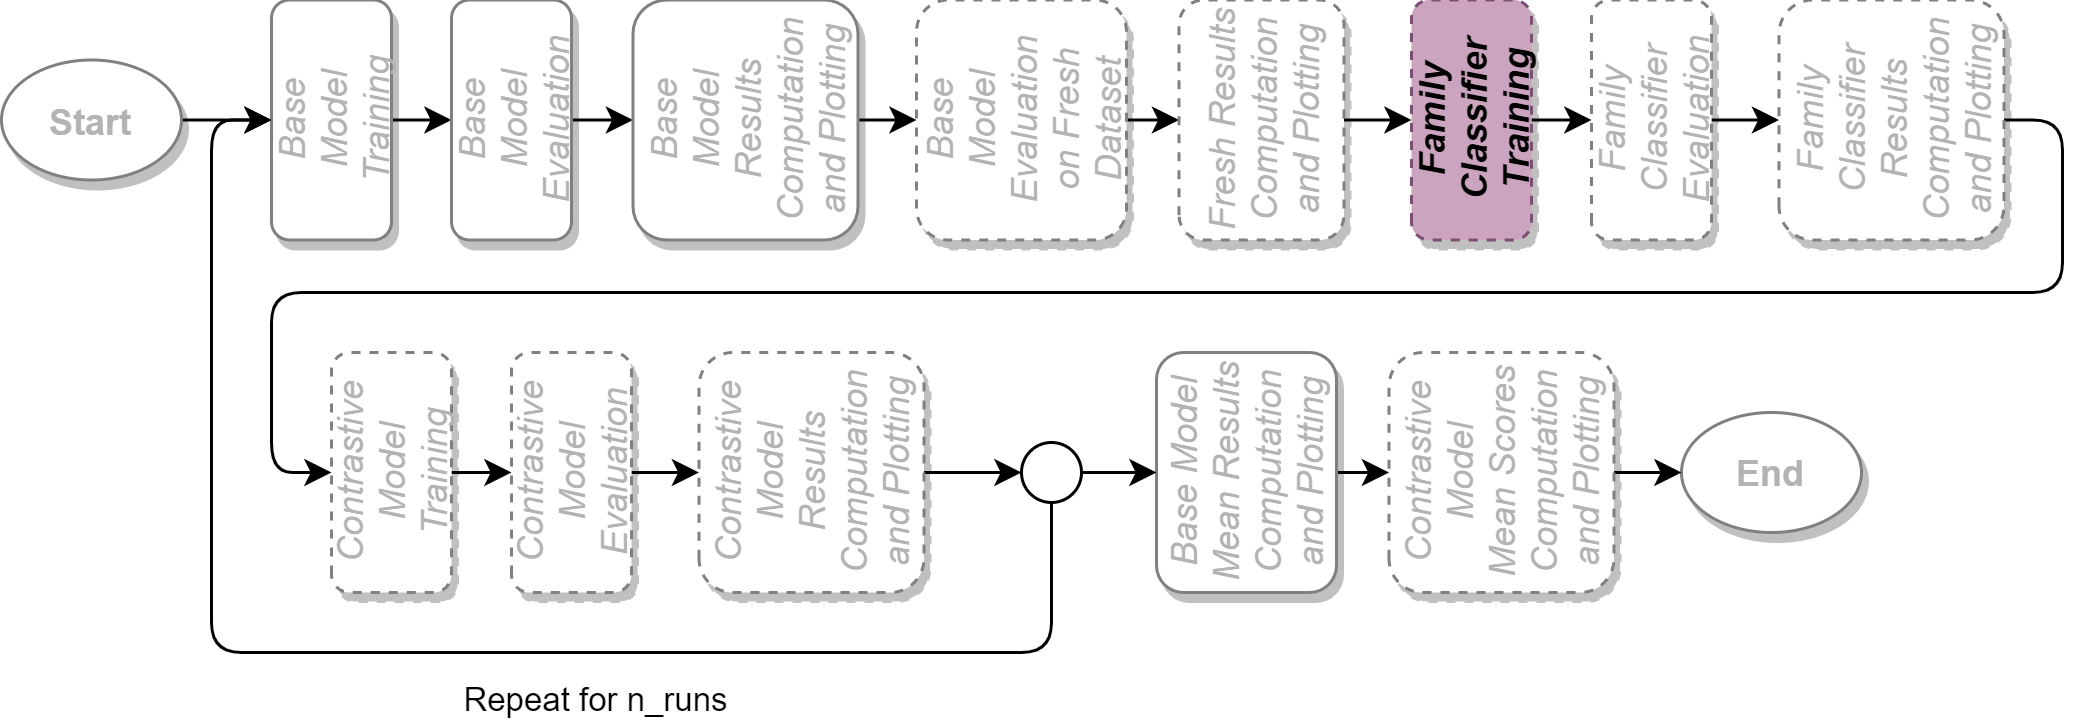 Start
Base
Model
Training
Base
Model
Evaluation
Base
Model
Results
Computation
and Plotting
Base
Model
Evaluation
on Fresh
Dataset
Fresh Results
Computation
and Plotting
Family
Classifier
Training
Family
Classifier
Evaluation
Family
Classifier
Results
Computation
and Plotting
Contrastive
Model
Training
Contrastive
Model
Evaluation
Contrastive
Model
Results
Computation
and Plotting
Base Model
Mean Results
Computation
and Plotting
Contrastive
Model
Mean Scores
Computation
and Plotting
End
Repeat for n_runs